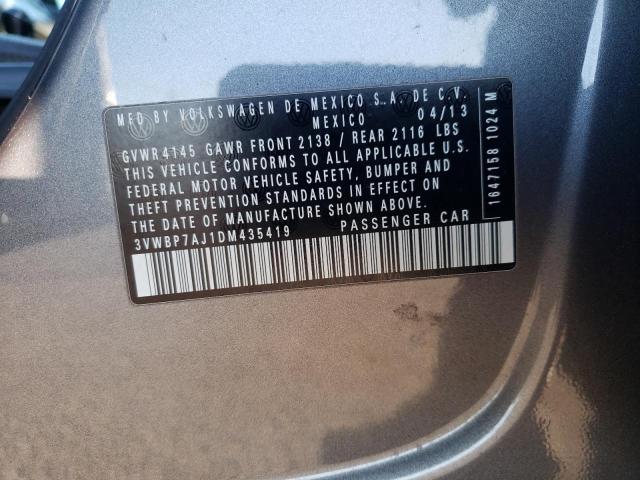 MFD BY VOLKSWAGEN DE MEXICO S.A. DE C.V.
MEXICO 04/13
GVWR 4145 GAWR FRONT 2138 / REAR 2116 LBS
THIS VEHICLE CONFORMS TO ALL APPLICABLE U.S.
FEDERAL MOTOR VEHICLE SAFETY, BUMPER AND
THEFT PREVENTION STANDARDS IN EFFECT ON
THE DATE OF MANUFACTURE SHOWN ABOVE.
3VWBP7AJ1DM435419 PASSENGER CAR
1647158 1024 M